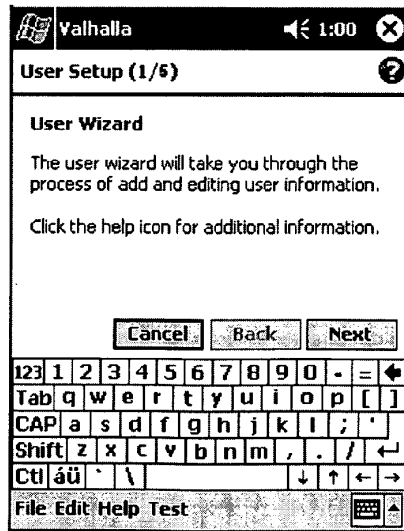 Valhalla 1:00
User Setup (1/5)
User Wizard
The user wizard will take you through the
process of add and editing user information.
Click the help icon for additional information.
Cancel Back Next
123 1 2 3 4 5 6 7 8 9 0 - =
Tab q w e r t y u i o p [ ]
CAP a s d f g h j k l ; '
Shift z x c v b n m , . /
Ctl áü ` \
File Edit Help Test